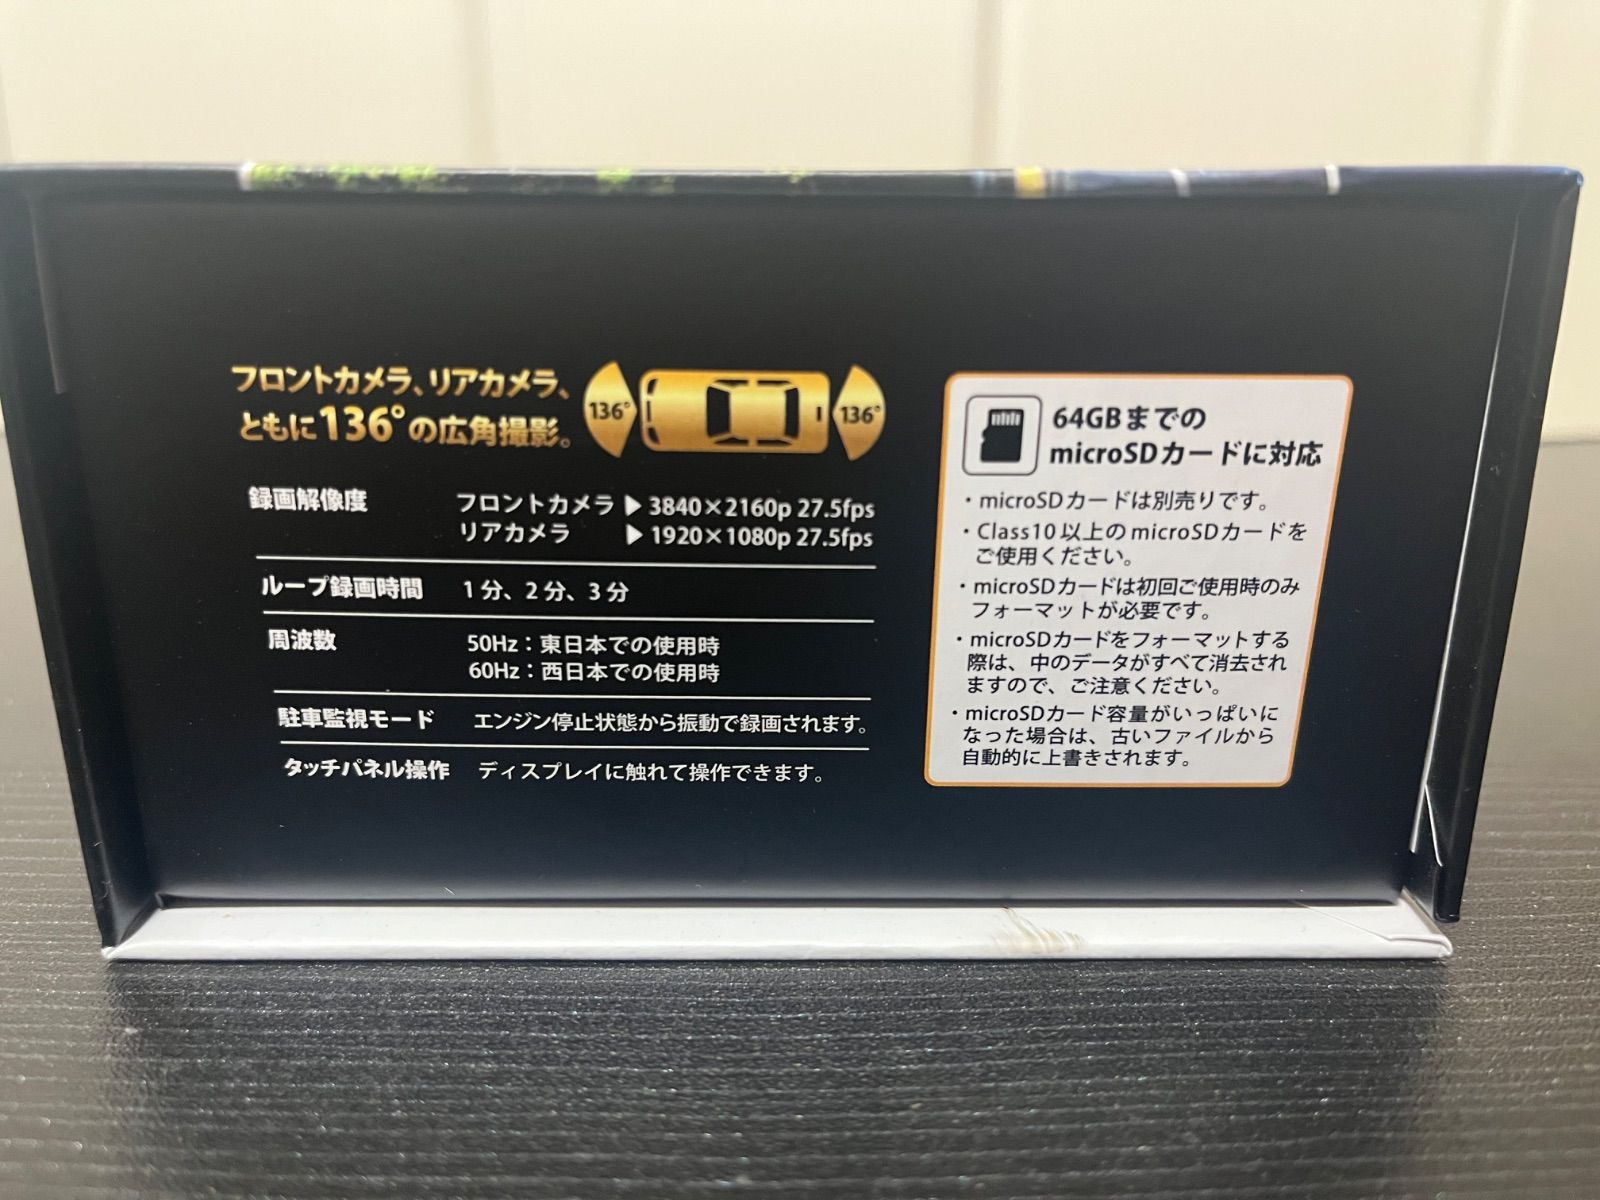 フロントカメラ、リアカメラ、
ともに136°の広角撮影。
136°
136°
録画解像度
フロントカメラ ▶ 3840×2160p 27.5fps
リアカメラ ▶ 1920×1080p 27.5fps
ループ録画時間 1分、2分、3分
周波数
50Hz：東日本での使用時
60Hz：西日本での使用時
駐車監視モード エンジン停止状態から振動で録画されます。
タッチパネル操作 ディスプレイに触れて操作できます。
64GBまでの
microSDカードに対応
・microSDカードは別売りです。
・Class10以上のmicroSDカードを
ご使用ください。
・microSDカードは初回ご使用時のみ
フォーマットが必要です。
・microSDカードをフォーマットする
際は、中のデータがすべて消去され
ますので、ご注意ください。
・microSDカード容量がいっぱいに
なった場合は、古いファイルから
自動的に上書きされます。